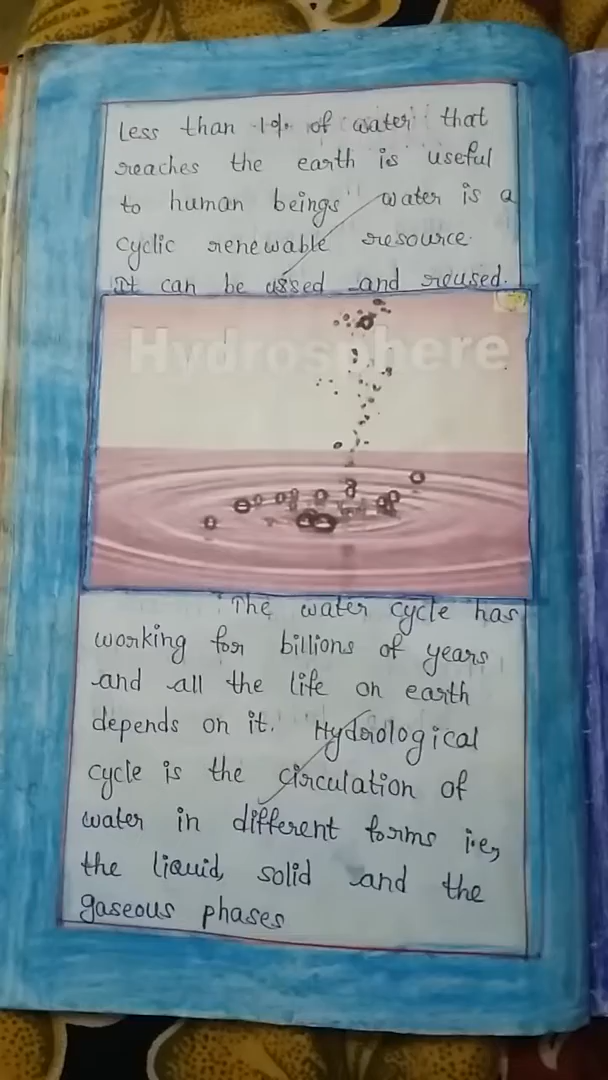 Less than 1% of water that
reaches the earth is useful
to human beings water is a
cyclic renewable resource.
It can be used and reused.
Hydrosphere
The water cycle has
working for billions of years
and all the life on earth
depends on it. Hydrological
cycle is the circulation of
water in different forms i.e,
the liquid, solid and the
gaseous phases